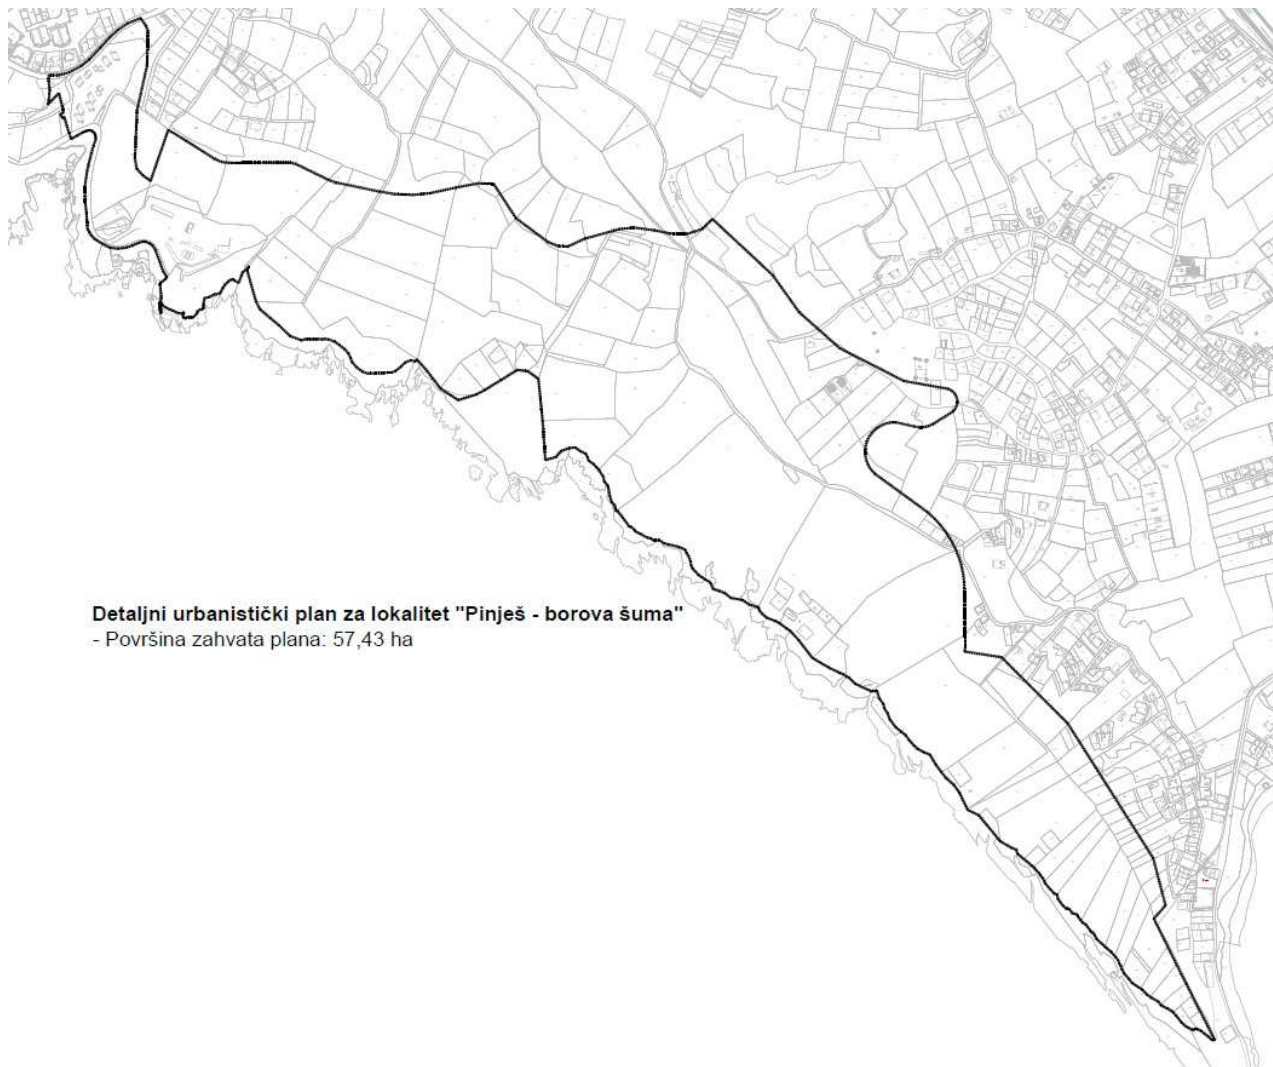 Detaljni urbanistički plan za lokalitet "Pinješ - borova šuma"
- Površina zahvata plana: 57,43 ha